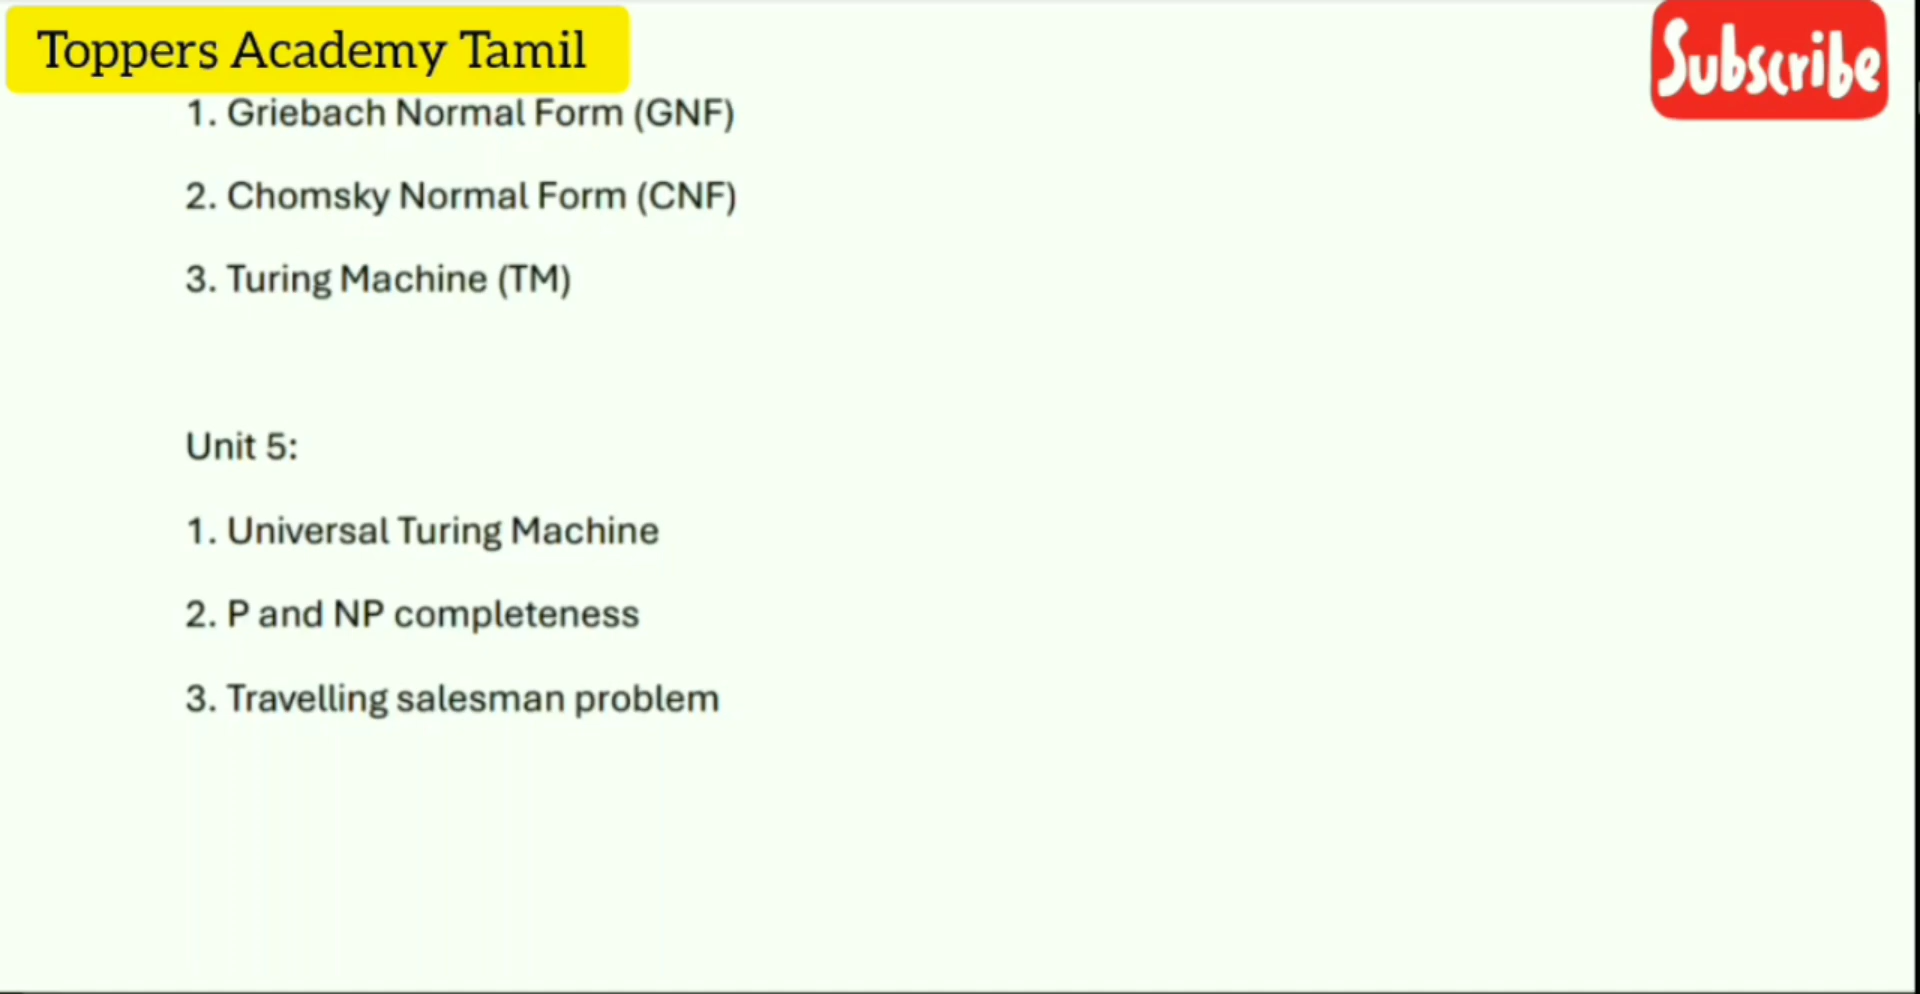 Toppers Academy Tamil
Subscribe
1. Griebach Normal Form (GNF)
2. Chomsky Normal Form (CNF)
3. Turing Machine (TM)
Unit 5:
1. Universal Turing Machine
2. P and NP completeness
3. Travelling salesman problem